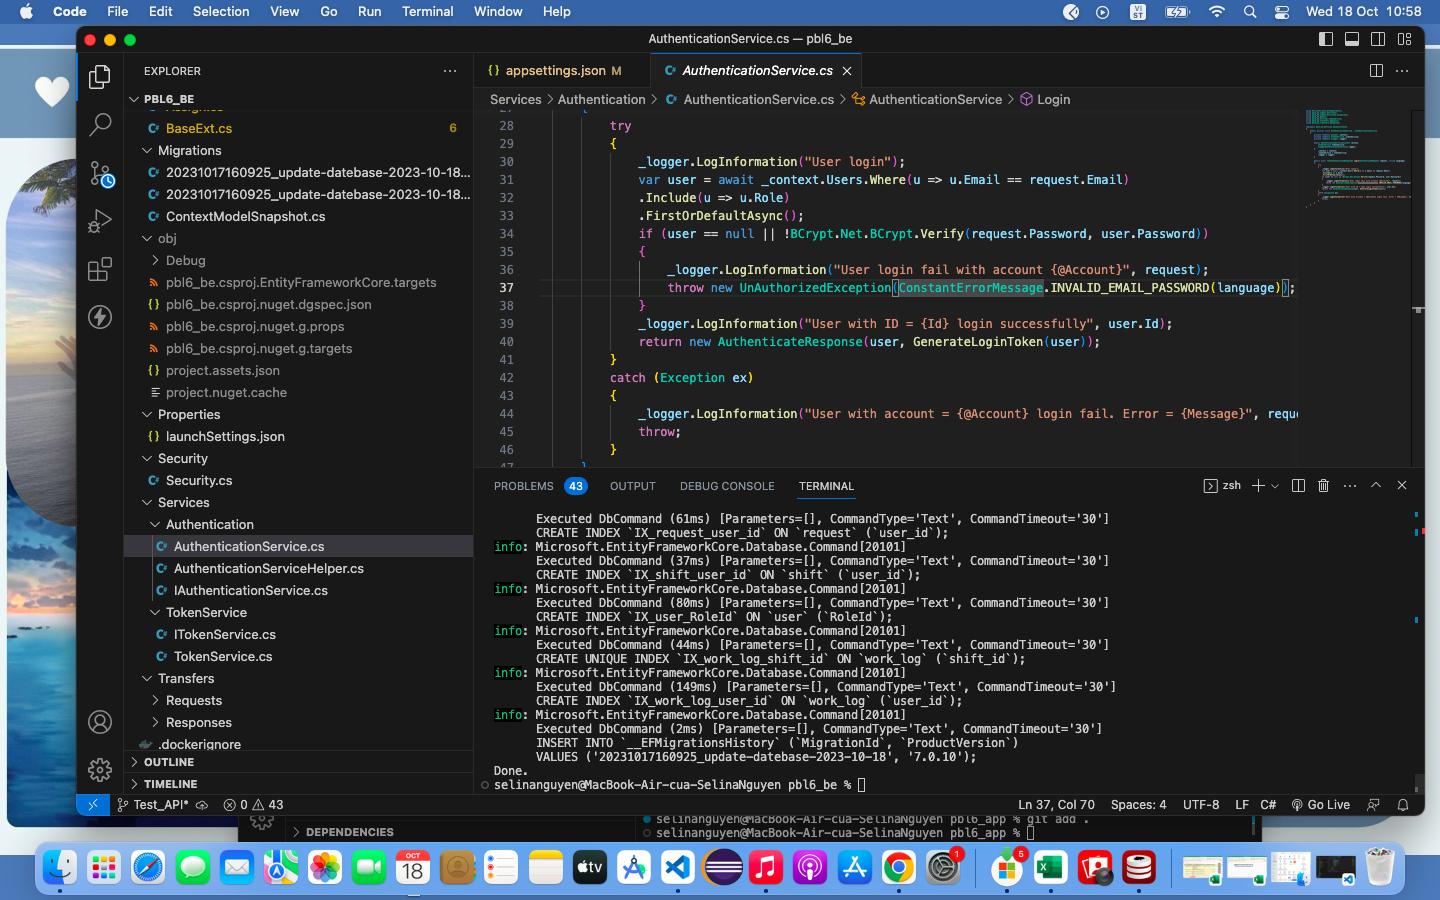 Code File Edit Selection View Go Run Terminal Window Help
VI ST
Wed 18 Oct 10:58
AuthenticationService.cs — pbl6_be
EXPLORER
PBL6_BE
BaseExt.cs 6
Migrations
20231017160925_update-datebase-2023-10-18...
20231017160925_update-datebase-2023-10-18...
ContextModelSnapshot.cs
obj
Debug
pbl6_be.csproj.EntityFrameworkCore.targets
pbl6_be.csproj.nuget.dgspec.json
pbl6_be.csproj.nuget.g.props
pbl6_be.csproj.nuget.g.targets
project.assets.json
project.nuget.cache
Properties
launchSettings.json
Security
Security.cs
Services
Authentication
AuthenticationService.cs
AuthenticationServiceHelper.cs
IAuthenticationService.cs
TokenService
ITokenService.cs
TokenService.cs
Transfers
Requests
Responses
.dockerignore
OUTLINE
TIMELINE
appsettings.json M
AuthenticationService.cs
Services > Authentication > AuthenticationService.cs > AuthenticationService > Login
28 try
29 {
30 _logger.LogInformation("User login");
31 var user = await _context.Users.Where(u => u.Email == request.Email)
32 .Include(u => u.Role)
33 .FirstOrDefaultAsync();
34 if (user == null || !BCrypt.Net.BCrypt.Verify(request.Password, user.Password))
35 {
36 _logger.LogInformation("User login fail with account {@Account}", request);
37 throw new UnAuthorizedException(ConstantErrorMessage.INVALID_EMAIL_PASSWORD(language));
38 }
39 _logger.LogInformation("User with ID = {Id} login successfully", user.Id);
40 return new AuthenticateResponse(user, GenerateLoginToken(user));
41 }
42 catch (Exception ex)
43 {
44 _logger.LogInformation("User with account = {@Account} login fail. Error = {Message}", requ
45 throw;
46 }
47 }
PROBLEMS 43 OUTPUT DEBUG CONSOLE TERMINAL
zsh
Executed DbCommand (61ms) [Parameters=[], CommandType='Text', CommandTimeout='30']
CREATE INDEX `IX_request_user_id` ON `request` (`user_id`);
info: Microsoft.EntityFrameworkCore.Database.Command[20101]
Executed DbCommand (37ms) [Parameters=[], CommandType='Text', CommandTimeout='30']
CREATE INDEX `IX_shift_user_id` ON `shift` (`user_id`);
info: Microsoft.EntityFrameworkCore.Database.Command[20101]
Executed DbCommand (80ms) [Parameters=[], CommandType='Text', CommandTimeout='30']
CREATE INDEX `IX_user_RoleId` ON `user` (`RoleId`);
info: Microsoft.EntityFrameworkCore.Database.Command[20101]
Executed DbCommand (44ms) [Parameters=[], CommandType='Text', CommandTimeout='30']
CREATE UNIQUE INDEX `IX_work_log_shift_id` ON `work_log` (`shift_id`);
info: Microsoft.EntityFrameworkCore.Database.Command[20101]
Executed DbCommand (149ms) [Parameters=[], CommandType='Text', CommandTimeout='30']
CREATE INDEX `IX_work_log_user_id` ON `work_log` (`user_id`);
info: Microsoft.EntityFrameworkCore.Database.Command[20101]
Executed DbCommand (2ms) [Parameters=[], CommandType='Text', CommandTimeout='30']
INSERT INTO `__EFMigrationsHistory` (`MigrationId`, `ProductVersion`)
VALUES ('20231017160925_update-datebase-2023-10-18', '7.0.10');
Done.
selinanguyen@MacBook-Air-cua-SelinaNguyen pbl6_be %
Test_API* 0 43
Ln 37, Col 70 Spaces: 4 UTF-8 LF C# Go Live
DEPENDENCIES
selinanguyen@MacBook-Air-cua-SelinaNguyen pbl6_app % git add .
selinanguyen@MacBook-Air-cua-SelinaNguyen pbl6_app %
OCT
18
tv
1
5